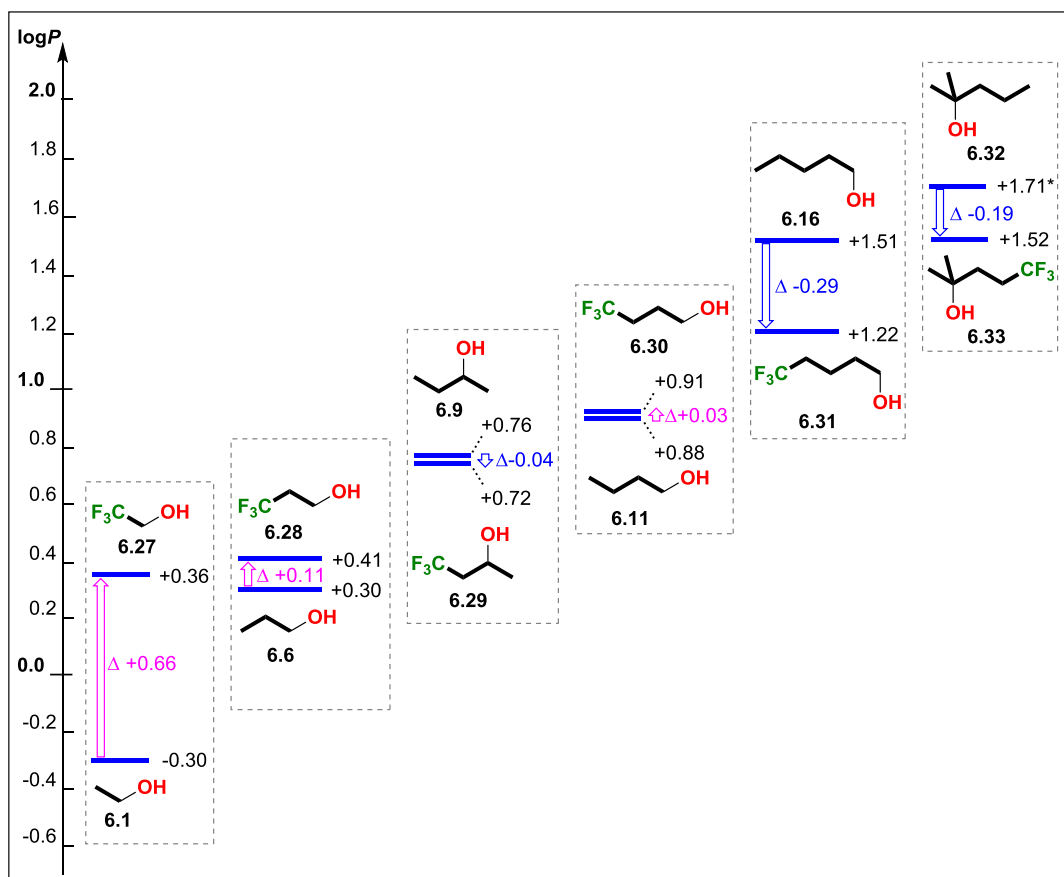 logP
2.0
1.8
1.6
1.4
1.2
1.0
0.8
0.6
0.4
0.2
0.0
-0.2
-0.4
-0.6
F3C
OH
6.27
+0.36
Δ +0.66
-0.30
OH
6.1
F3C
OH
6.28
+0.41
Δ +0.11
+0.30
OH
6.6
OH
6.9
+0.76
Δ-0.04
+0.72
OH
F3C
6.29
F3C
OH
6.30
+0.91
Δ+0.03
+0.88
OH
6.11
OH
6.16
+1.51
Δ -0.29
+1.22
F3C
OH
6.31
OH
6.32
+1.71*
Δ -0.19
+1.52
CF3
OH
6.33